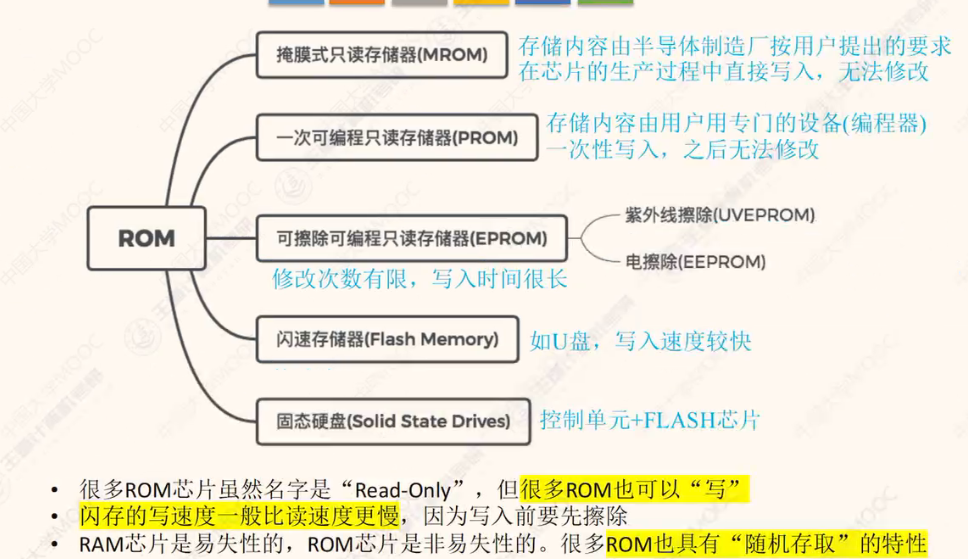 掩膜式只读存储器(MROM)
存储内容由半导体制造厂按用户提出的要求
在芯片的生产过程中直接写入，无法修改
一次可编程只读存储器(PROM)
存储内容由用户用专门的设备(编程器)
一次性写入，之后无法修改
ROM
可擦除可编程只读存储器(EPROM)
紫外线擦除(UVEPROM)
电擦除(EEPROM)
修改次数有限，写入时间很长
闪速存储器(Flash Memory)
如U盘，写入速度较快
固态硬盘(Solid State Drives)
控制单元+FLASH芯片
• 很多ROM芯片虽然名字是“Read-Only”，但很多ROM也可以“写”
• 闪存的写速度一般比读速度更慢，因为写入前要先擦除
• RAM芯片是易失性的，ROM芯片是非易失性的。很多ROM也具有“随机存取”的特性